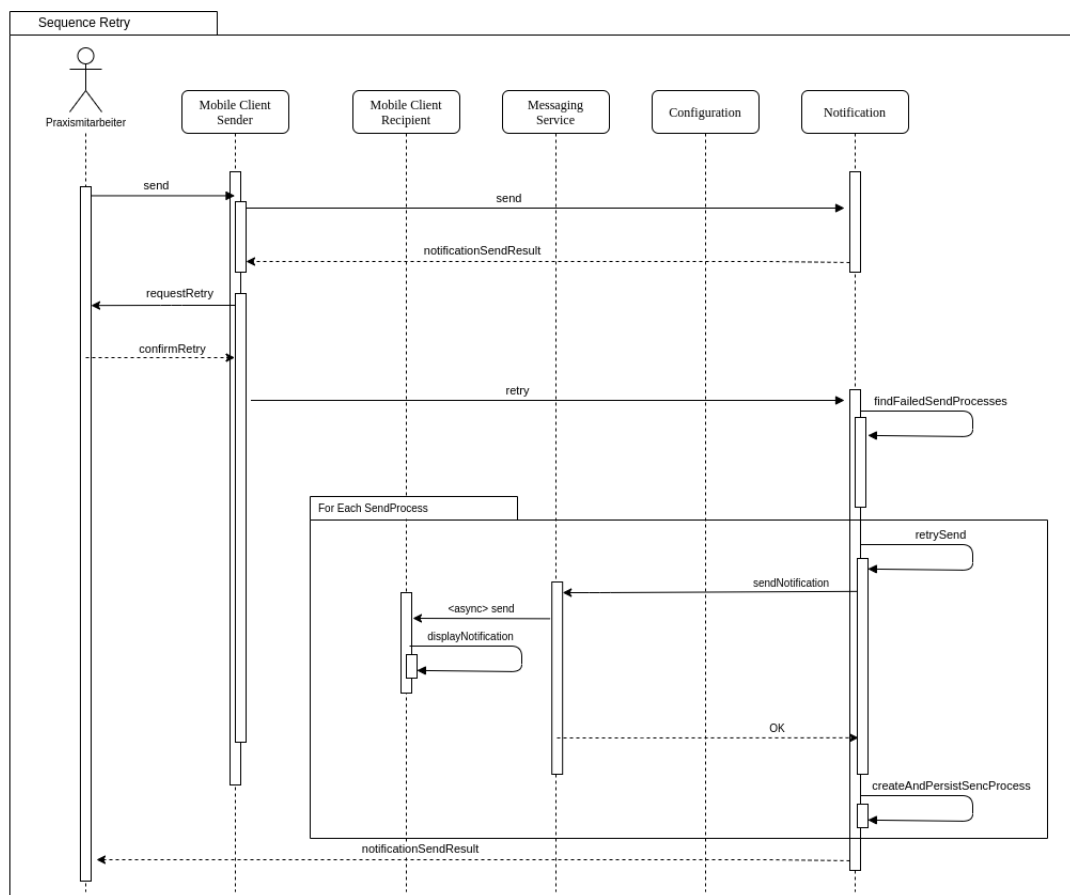 Sequence Retry
Praxismitarbeiter
Mobile Client
Sender
Mobile Client
Recipient
Messaging
Service
Configuration
Notification
send
send
notificationSendResult
requestRetry
confirmRetry
retry
findFailedSendProcesses
For Each SendProcess
retrySend
sendNotification
<async> send
displayNotification
OK
createAndPersistSencProcess
notificationSendResult